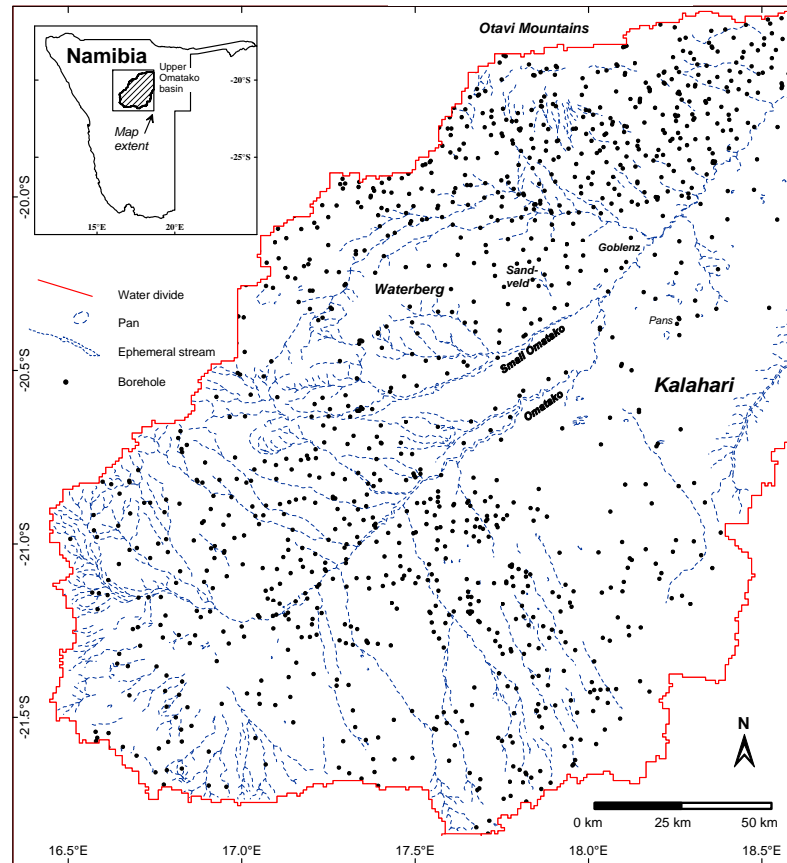 Otavi Mountains
Namibia
Upper
Omatako
basin
-20°S
Map
extent
-25°S
15°E
20°E
-20.0°S
Goblenz
Sand-
veld
Waterberg
Water divide
Pan
Ephemeral stream
Borehole
Pans
Small Omatako
-20.5°S
Kalahari
Omatako
-21.0°S
-21.5°S
N
0 km
25 km
50 km
16.5°E
17.0°E
17.5°E
18.0°E
18.5°E